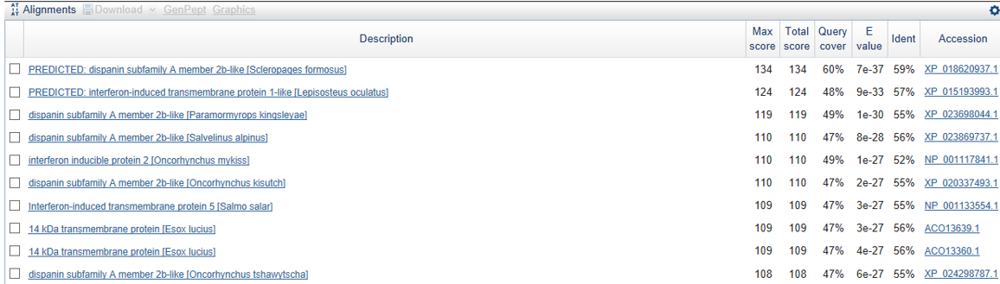 Alignments Download GenPept Graphics
Description Max score Total score Query cover E value Ident Accession
PREDICTED: dispanin subfamily A member 2b-like [Scleropages formosus] 134 134 60% 7e-37 59% XP_018620937.1
PREDICTED: interferon-induced transmembrane protein 1-like [Lepisosteus oculatus] 124 124 48% 9e-33 57% XP_015193993.1
dispanin subfamily A member 2b-like [Paramormyrops kingsleyae] 119 119 49% 1e-30 55% XP_023698044.1
dispanin subfamily A member 2b-like [Salvelinus alpinus] 110 110 47% 8e-28 56% XP_023869737.1
interferon inducible protein 2 [Oncorhynchus mykiss] 110 110 49% 1e-27 52% NP_001117841.1
dispanin subfamily A member 2b-like [Oncorhynchus kisutch] 110 110 47% 2e-27 55% XP_020337493.1
Interferon-induced transmembrane protein 5 [Salmo salar] 109 109 47% 3e-27 55% NP_001133554.1
14 kDa transmembrane protein [Esox lucius] 109 109 47% 3e-27 56% ACO13639.1
14 kDa transmembrane protein [Esox lucius] 109 109 47% 4e-27 56% ACO13360.1
dispanin subfamily A member 2b-like [Oncorhynchus tshawytscha] 108 108 47% 6e-27 55% XP_024298787.1